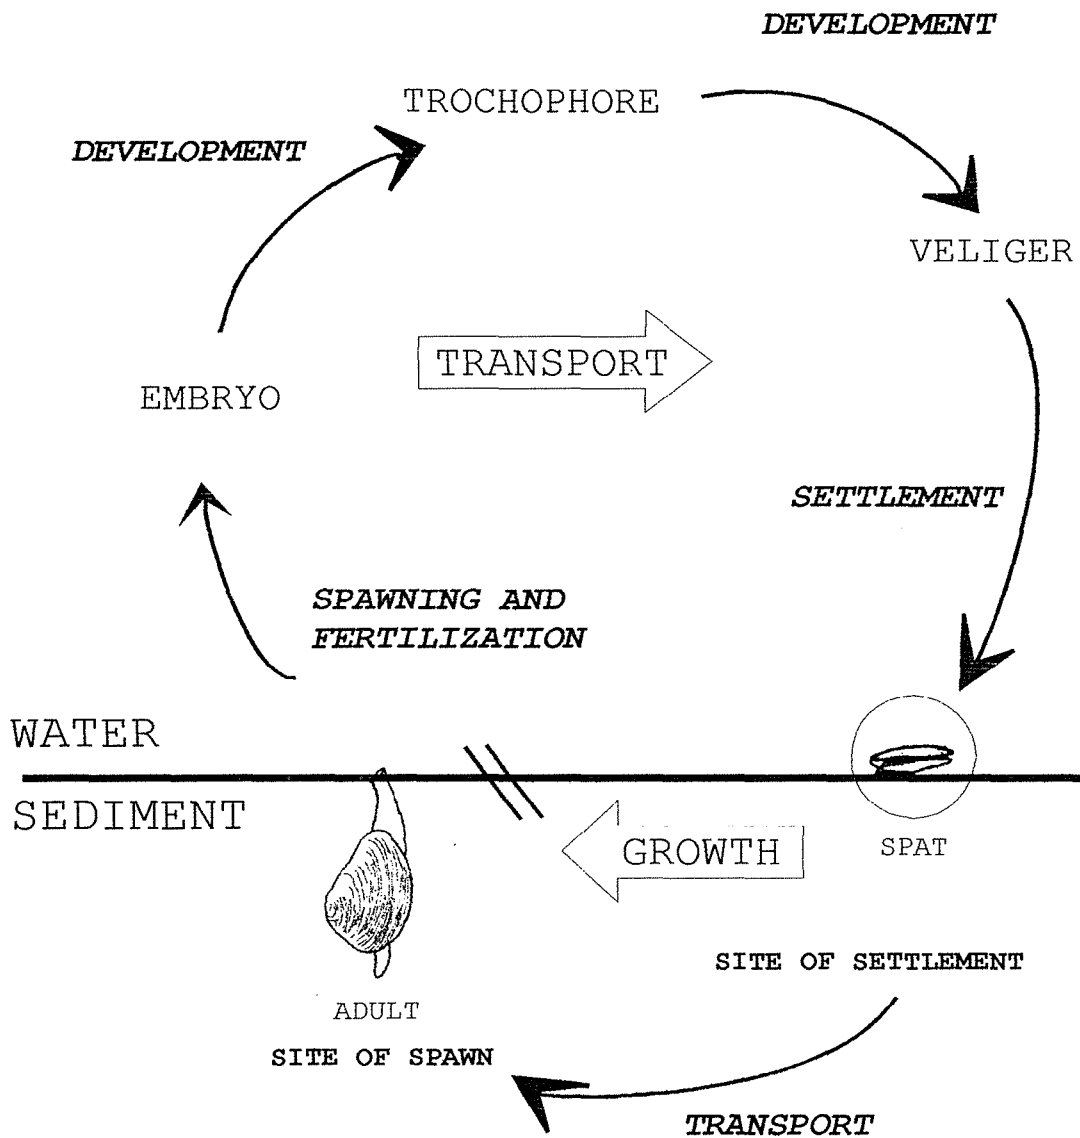 DEVELOPMENT
TROCHOPHORE
DEVELOPMENT
VELIGER
TRANSPORT
EMBRYO
SETTLEMENT
SPAWNING AND
FERTILIZATION
WATER
SEDIMENT
GROWTH
SPAT
SITE OF SETTLEMENT
ADULT
SITE OF SPAWN
TRANSPORT